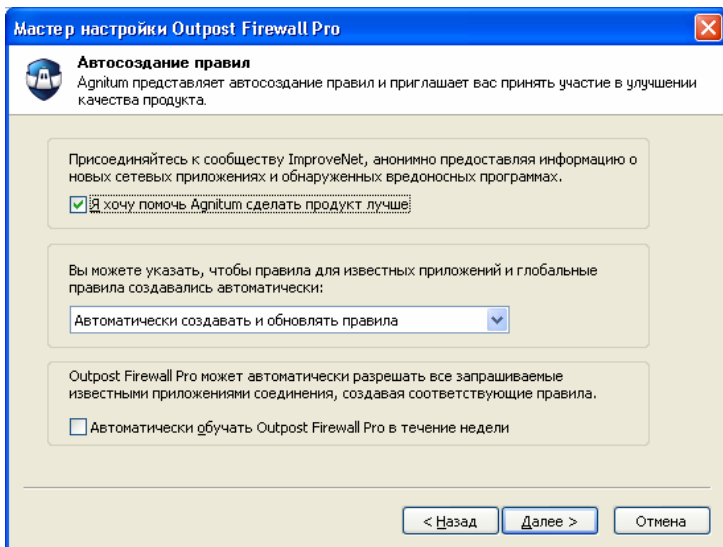 Мастер настройки Outpost Firewall Pro
Автосоздание правил
Agnitum представляет автосоздание правил и приглашает вас принять участие в улучшении
качества продукта.
Присоединяйтесь к сообществу ImproveNet, анонимно предоставляя информацию о
новых сетевых приложениях и обнаруженных вредоносных программах.
Я хочу помочь Agnitum сделать продукт лучше
Вы можете указать, чтобы правила для известных приложений и глобальные
правила создавались автоматически:
Автоматически создавать и обновлять правила
Outpost Firewall Pro может автоматически разрешать все запрашиваемые
известными приложениями соединения, создавая соответствующие правила.
Автоматически обучать Outpost Firewall Pro в течение недели
< Назад Далее > Отмена